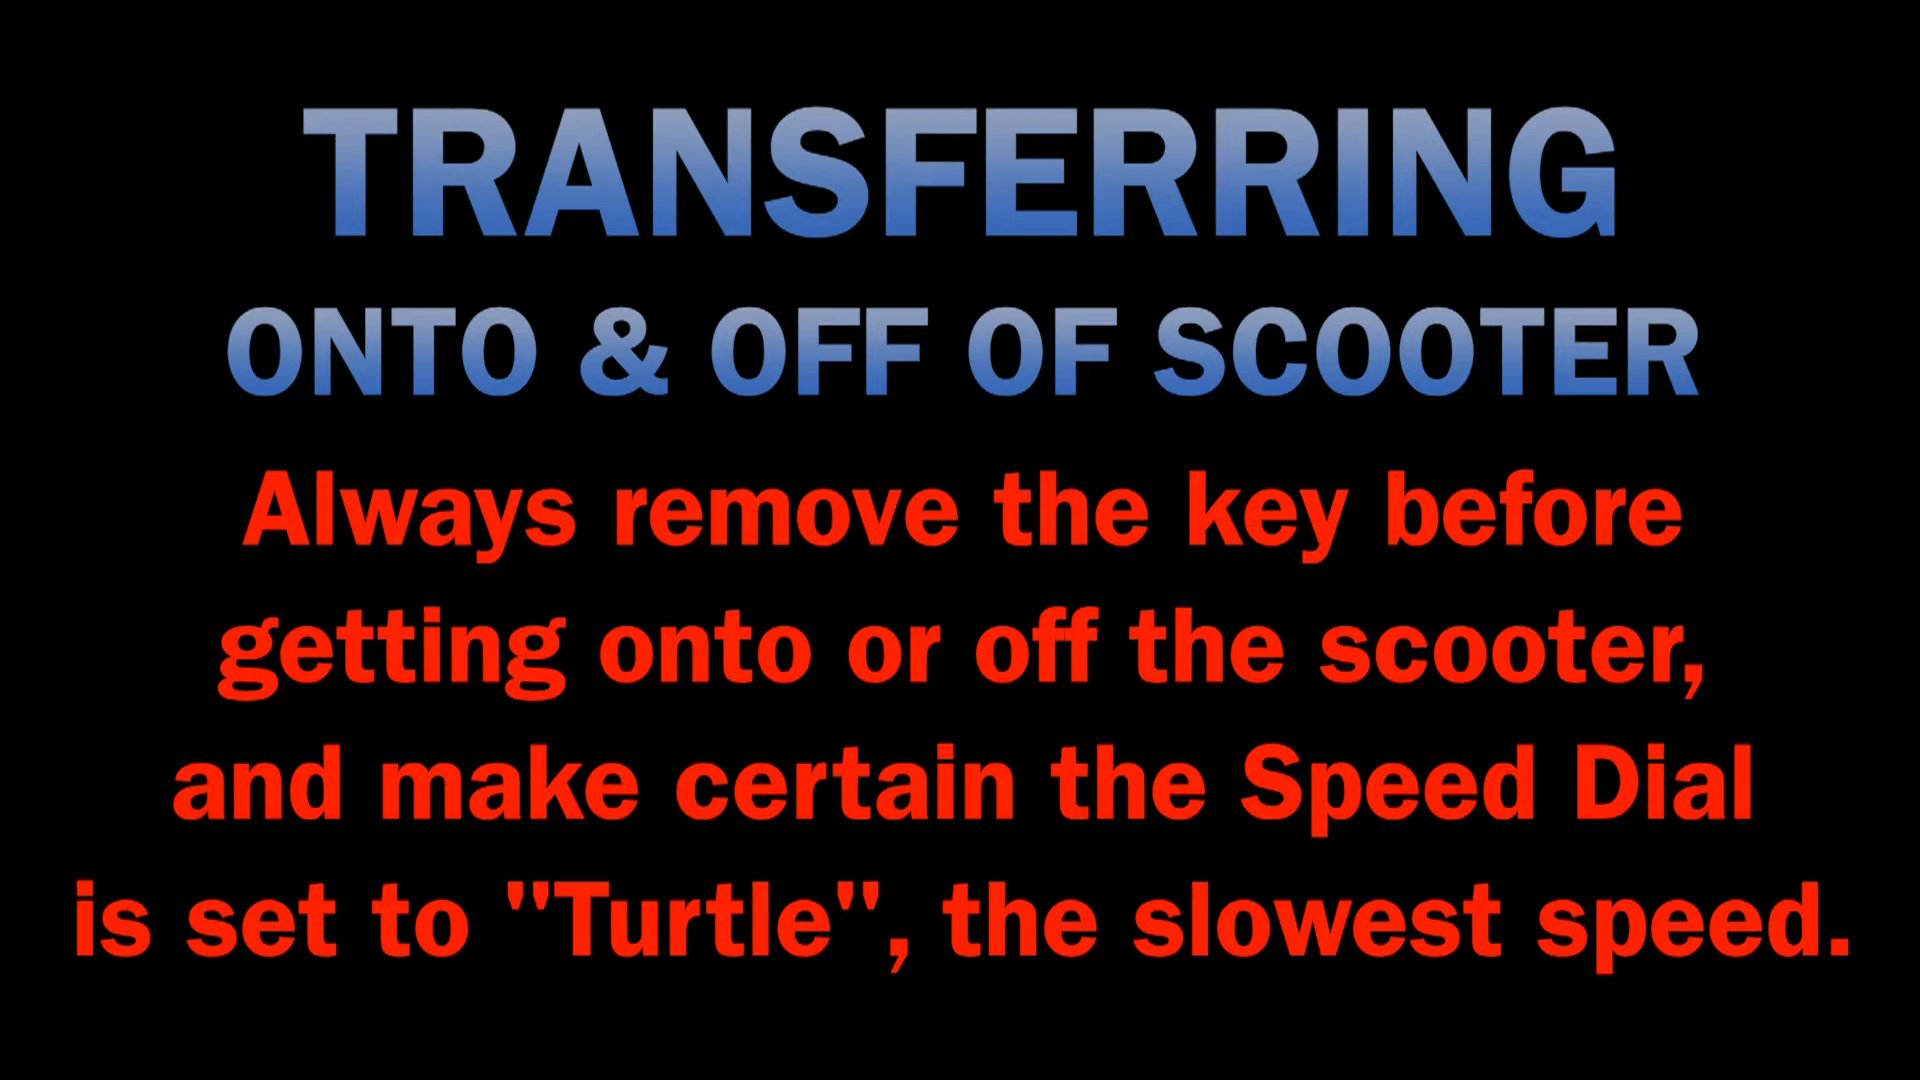 TRANSFERRING
ONTO & OFF OF SCOOTER
Always remove the key before
getting onto or off the scooter,
and make certain the Speed Dial
is set to "Turtle", the slowest speed.